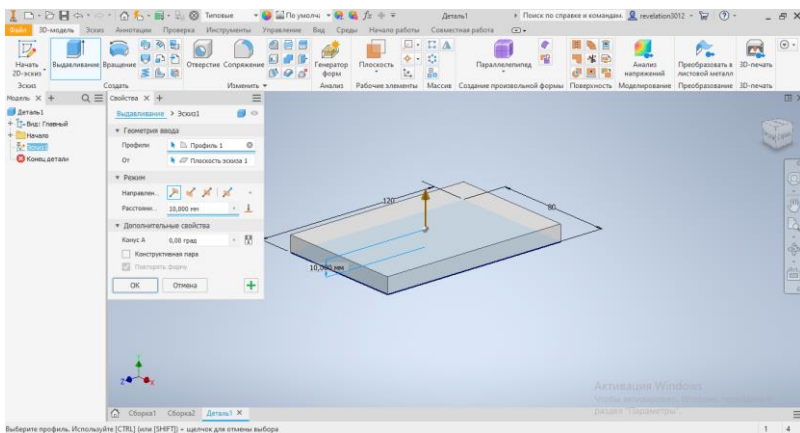 Типовые
По умолч
Деталь1
Поиск по справке и командам.
revelation3012
Файл 3D-модель Эскиз Аннотации Проверка Инструменты Управление Вид Среды Начало работы Совместная работа
Начать 2D-эскиз
Выдавливание
Вращение
Отверстие
Сопряжение
Генератор форм
Плоскость
Параллелепипед
Анализ напряжений
Преобразовать в листовой металл
3D-печать
Эскиз Создать Изменить Анализ Рабочие элементы Массив Создание произвольной формы Поверхность Моделирование Преобразование 3D-печать
Модель
Деталь1
Вид: Главный
Начало
Эскиз1
Конец детали
Свойства
Выдавливание > Эскиз1
Геометрия ввода
Профили Профиль 1
От Плоскость эскиза 1
Режим
Направлен...
Расстояни... 10,000 мм
Дополнительные свойства
Конус A 0,00 град
Конструктивная пара
Повторять форму
OK Отмена
120
80
10,000 мм
Активация Windows
раздел "Параметры".
Сборка1 Сборка2 Деталь1
Выберите профиль. Используйте [CTRL] (или [SHIFT]) + щелчок для отмены выбора
1 4